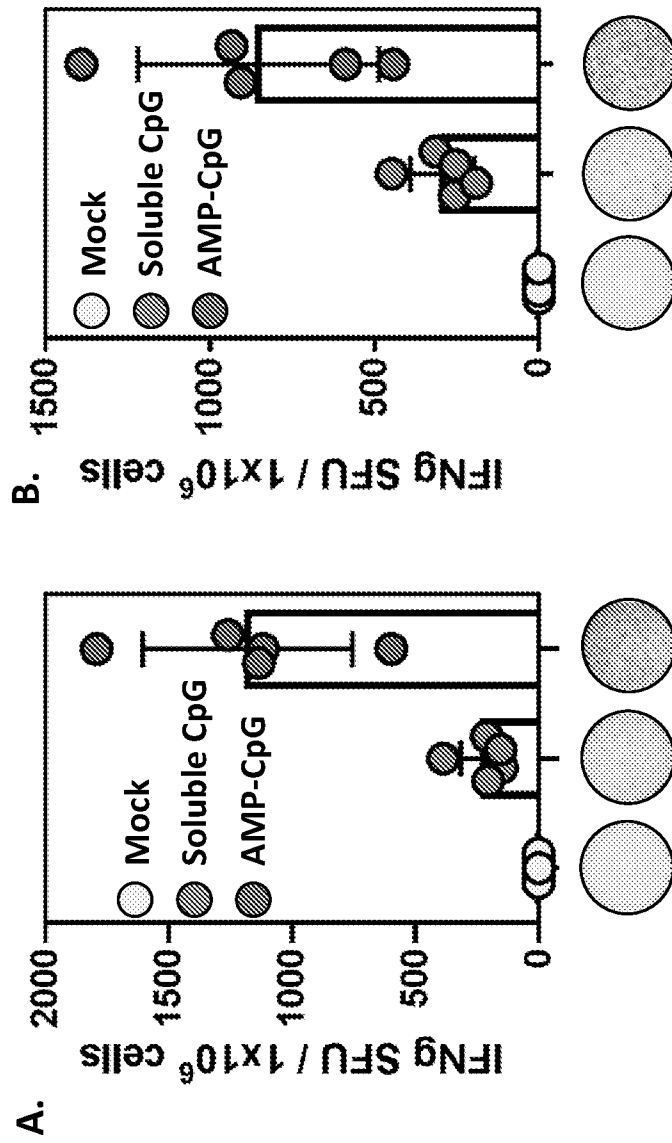 A.
IFNg SFU / 1x10⁶ cells
2000
1500
1000
500
0
Mock
Soluble CpG
AMP-CpG
B.
IFNg SFU / 1x10⁶ cells
1500
1000
500
0
Mock
Soluble CpG
AMP-CpG